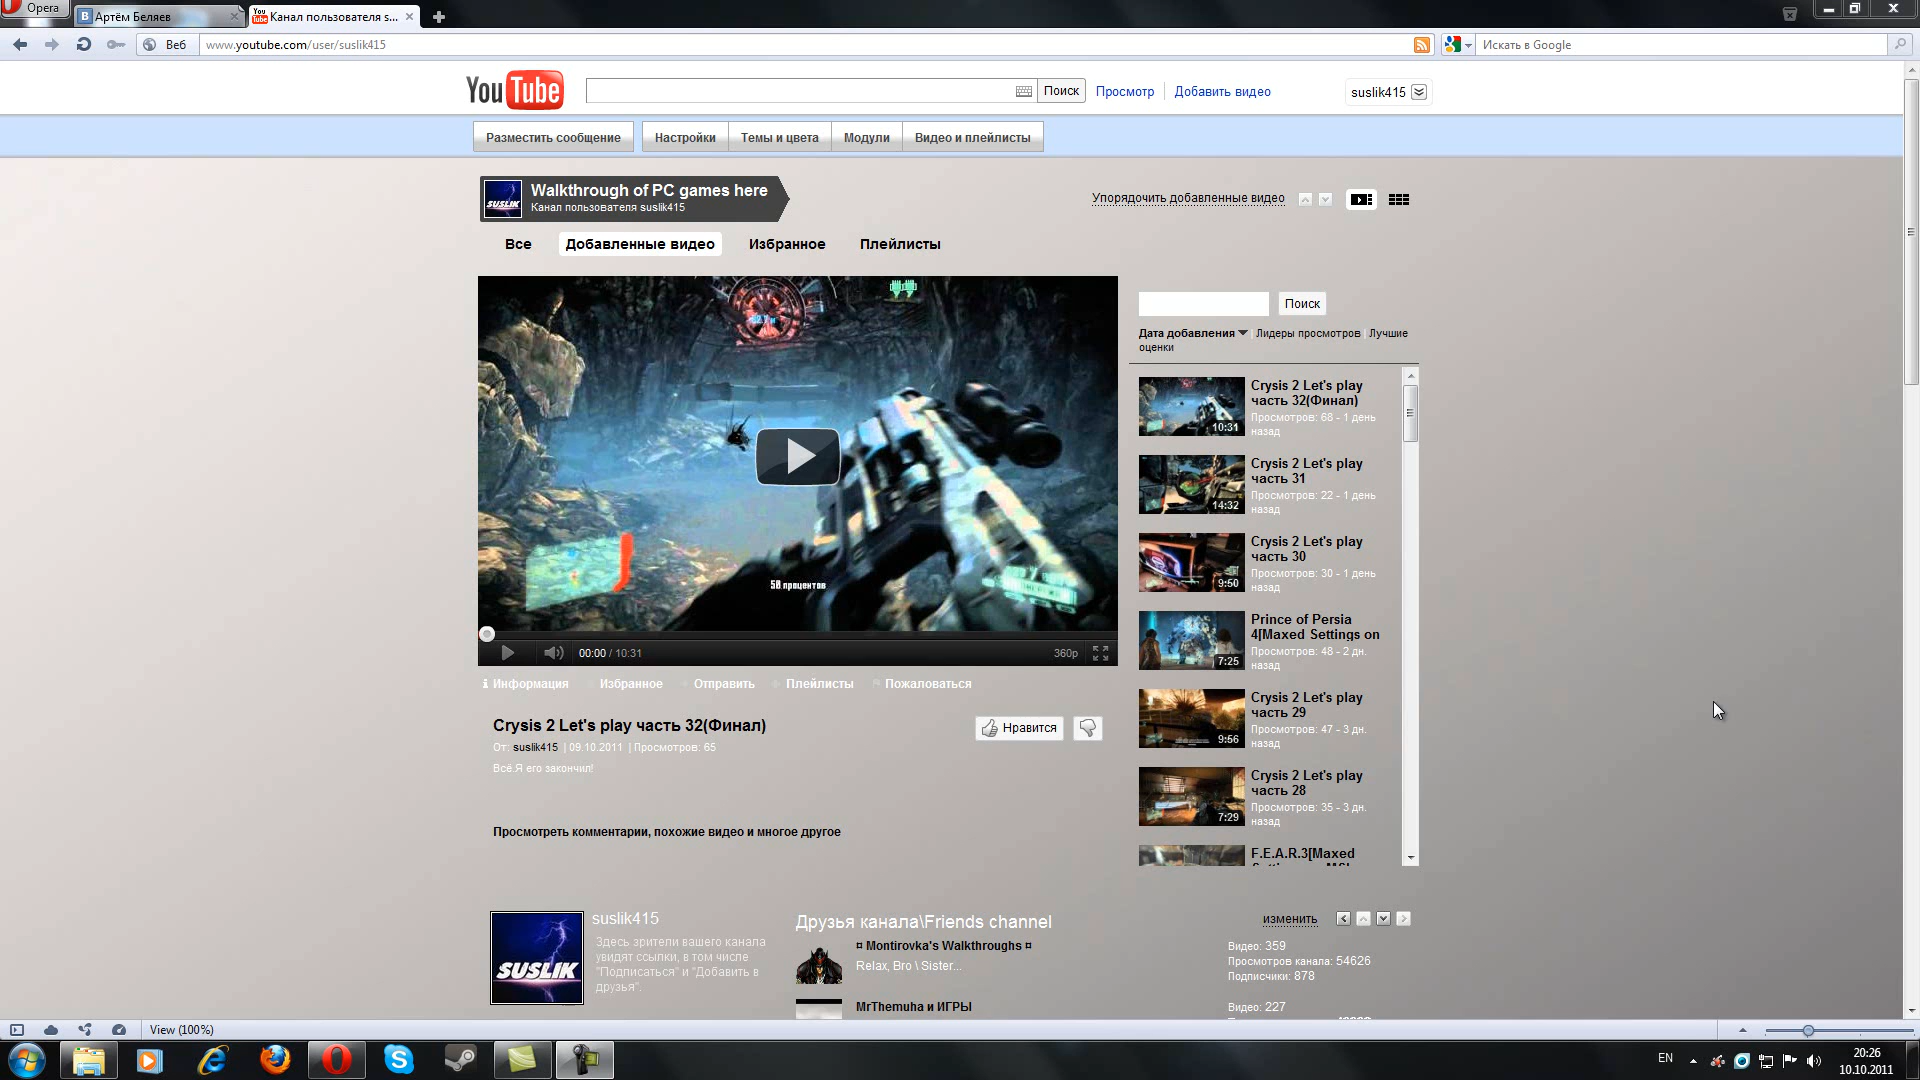 Opera
Артём Беляев
Канал пользователя s...
Веб
www.youtube.com/user/suslik415
Искать в Google
YouTube
Поиск
Просмотр
Добавить видео
suslik415
Разместить сообщение
Настройки
Темы и цвета
Модули
Видео и плейлисты
SUSLIK
Walkthrough of PC games here
Канал пользователя suslik415
Упорядочить добавленные видео
Все
Добавленные видео
Избранное
Плейлисты
50 процентов
00:00 / 10:31
360p
Информация
Избранное
Отправить
Плейлисты
Пожаловаться
Crysis 2 Let's play часть 32(Финал)
От: suslik415 | 09.10.2011 | Просмотров: 65
Всё.Я его закончил!
Нравится
Просмотреть комментарии, похожие видео и многое другое
Поиск
Дата добавления
Лидеры просмотров
Лучшие
оценки
10:31
Crysis 2 Let's play
часть 32(Финал)
Просмотров: 68 - 1 день
назад
14:32
Crysis 2 Let's play
часть 31
Просмотров: 22 - 1 день
назад
9:50
Crysis 2 Let's play
часть 30
Просмотров: 30 - 1 день
назад
7:25
Prince of Persia
4[Maxed Settings on
Просмотров: 48 - 2 дн.
назад
9:56
Crysis 2 Let's play
часть 29
Просмотров: 47 - 3 дн.
назад
7:29
Crysis 2 Let's play
часть 28
Просмотров: 35 - 3 дн.
назад
F.E.A.R.3[Maxed
SUSLIK
suslik415
Здесь зрители вашего канала
увидят ссылки, в том числе
"Подписаться" и "Добавить в
друзья".
Друзья канала\Friends channel
изменить
¤ Montirovka's Walkthroughs ¤
Relax, Bro \ Sister...
Видео: 359
Просмотров канала: 54626
Подписчики: 878
MrThemuha и ИГРЫ
Видео: 227
View (100%)
EN
20:26
10.10.2011